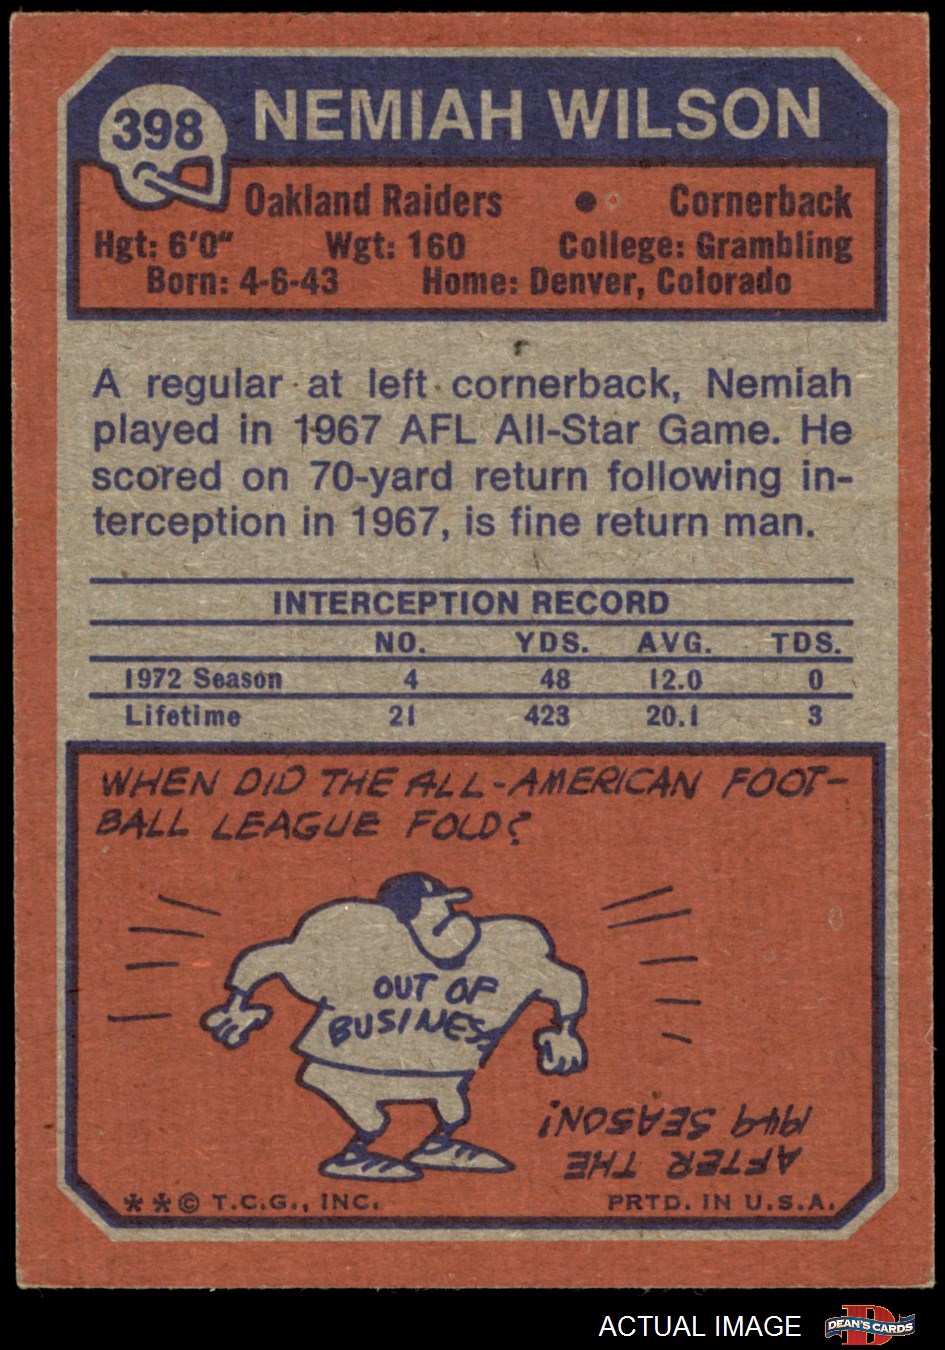 398 NEMIAH WILSON
Oakland Raiders ● Cornerback
Hgt: 6'0" Wgt: 160 College: Grambling
Born: 4-6-43 Home: Denver, Colorado
A regular at left cornerback, Nemiah
played in 1967 AFL All-Star Game. He
scored on 70-yard return following in-
terception in 1967, is fine return man.
INTERCEPTION RECORD
NO. YDS. AVG. TDS.
1972 Season 4 48 12.0 0
Lifetime 21 423 20.1 3
WHEN DID THE ALL-AMERICAN FOOT-
BALL LEAGUE FOLD?
OUT OF
BUSINESS
AFTER THE
1949 SEASON!
**© T.C.G., INC. PRTD. IN U.S.A.
ACTUAL IMAGE DEAN'S CARDS